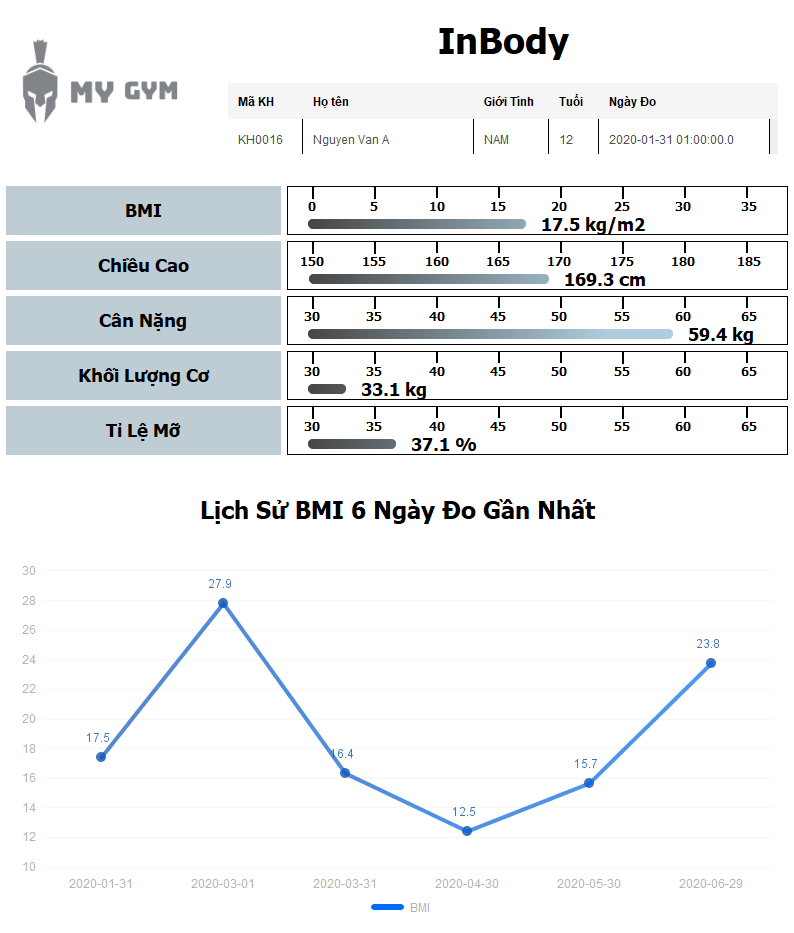 InBody
MY GYM
Mã KH Họ tên Giới Tính Tuổi Ngày Đo
KH0016 Nguyen Van A NAM 12 2020-01-31 01:00:00.0
BMI
0 5 10 15 20 25 30 35
17.5 kg/m2
Chiều Cao
150 155 160 165 170 175 180 185
169.3 cm
Cân Nặng
30 35 40 45 50 55 60 65
59.4 kg
Khối Lượng Cơ
30 35 40 45 50 55 60 65
33.1 kg
Tỉ Lệ Mỡ
30 35 40 45 50 55 60 65
37.1 %
Lịch Sử BMI 6 Ngày Đo Gần Nhất
30
27.9
28
26
24
23.8
22
20
18
17.5
16.4
16
15.7
14
12.5
12
10
2020-01-31 2020-03-01 2020-03-31 2020-04-30 2020-05-30 2020-06-29
BMI